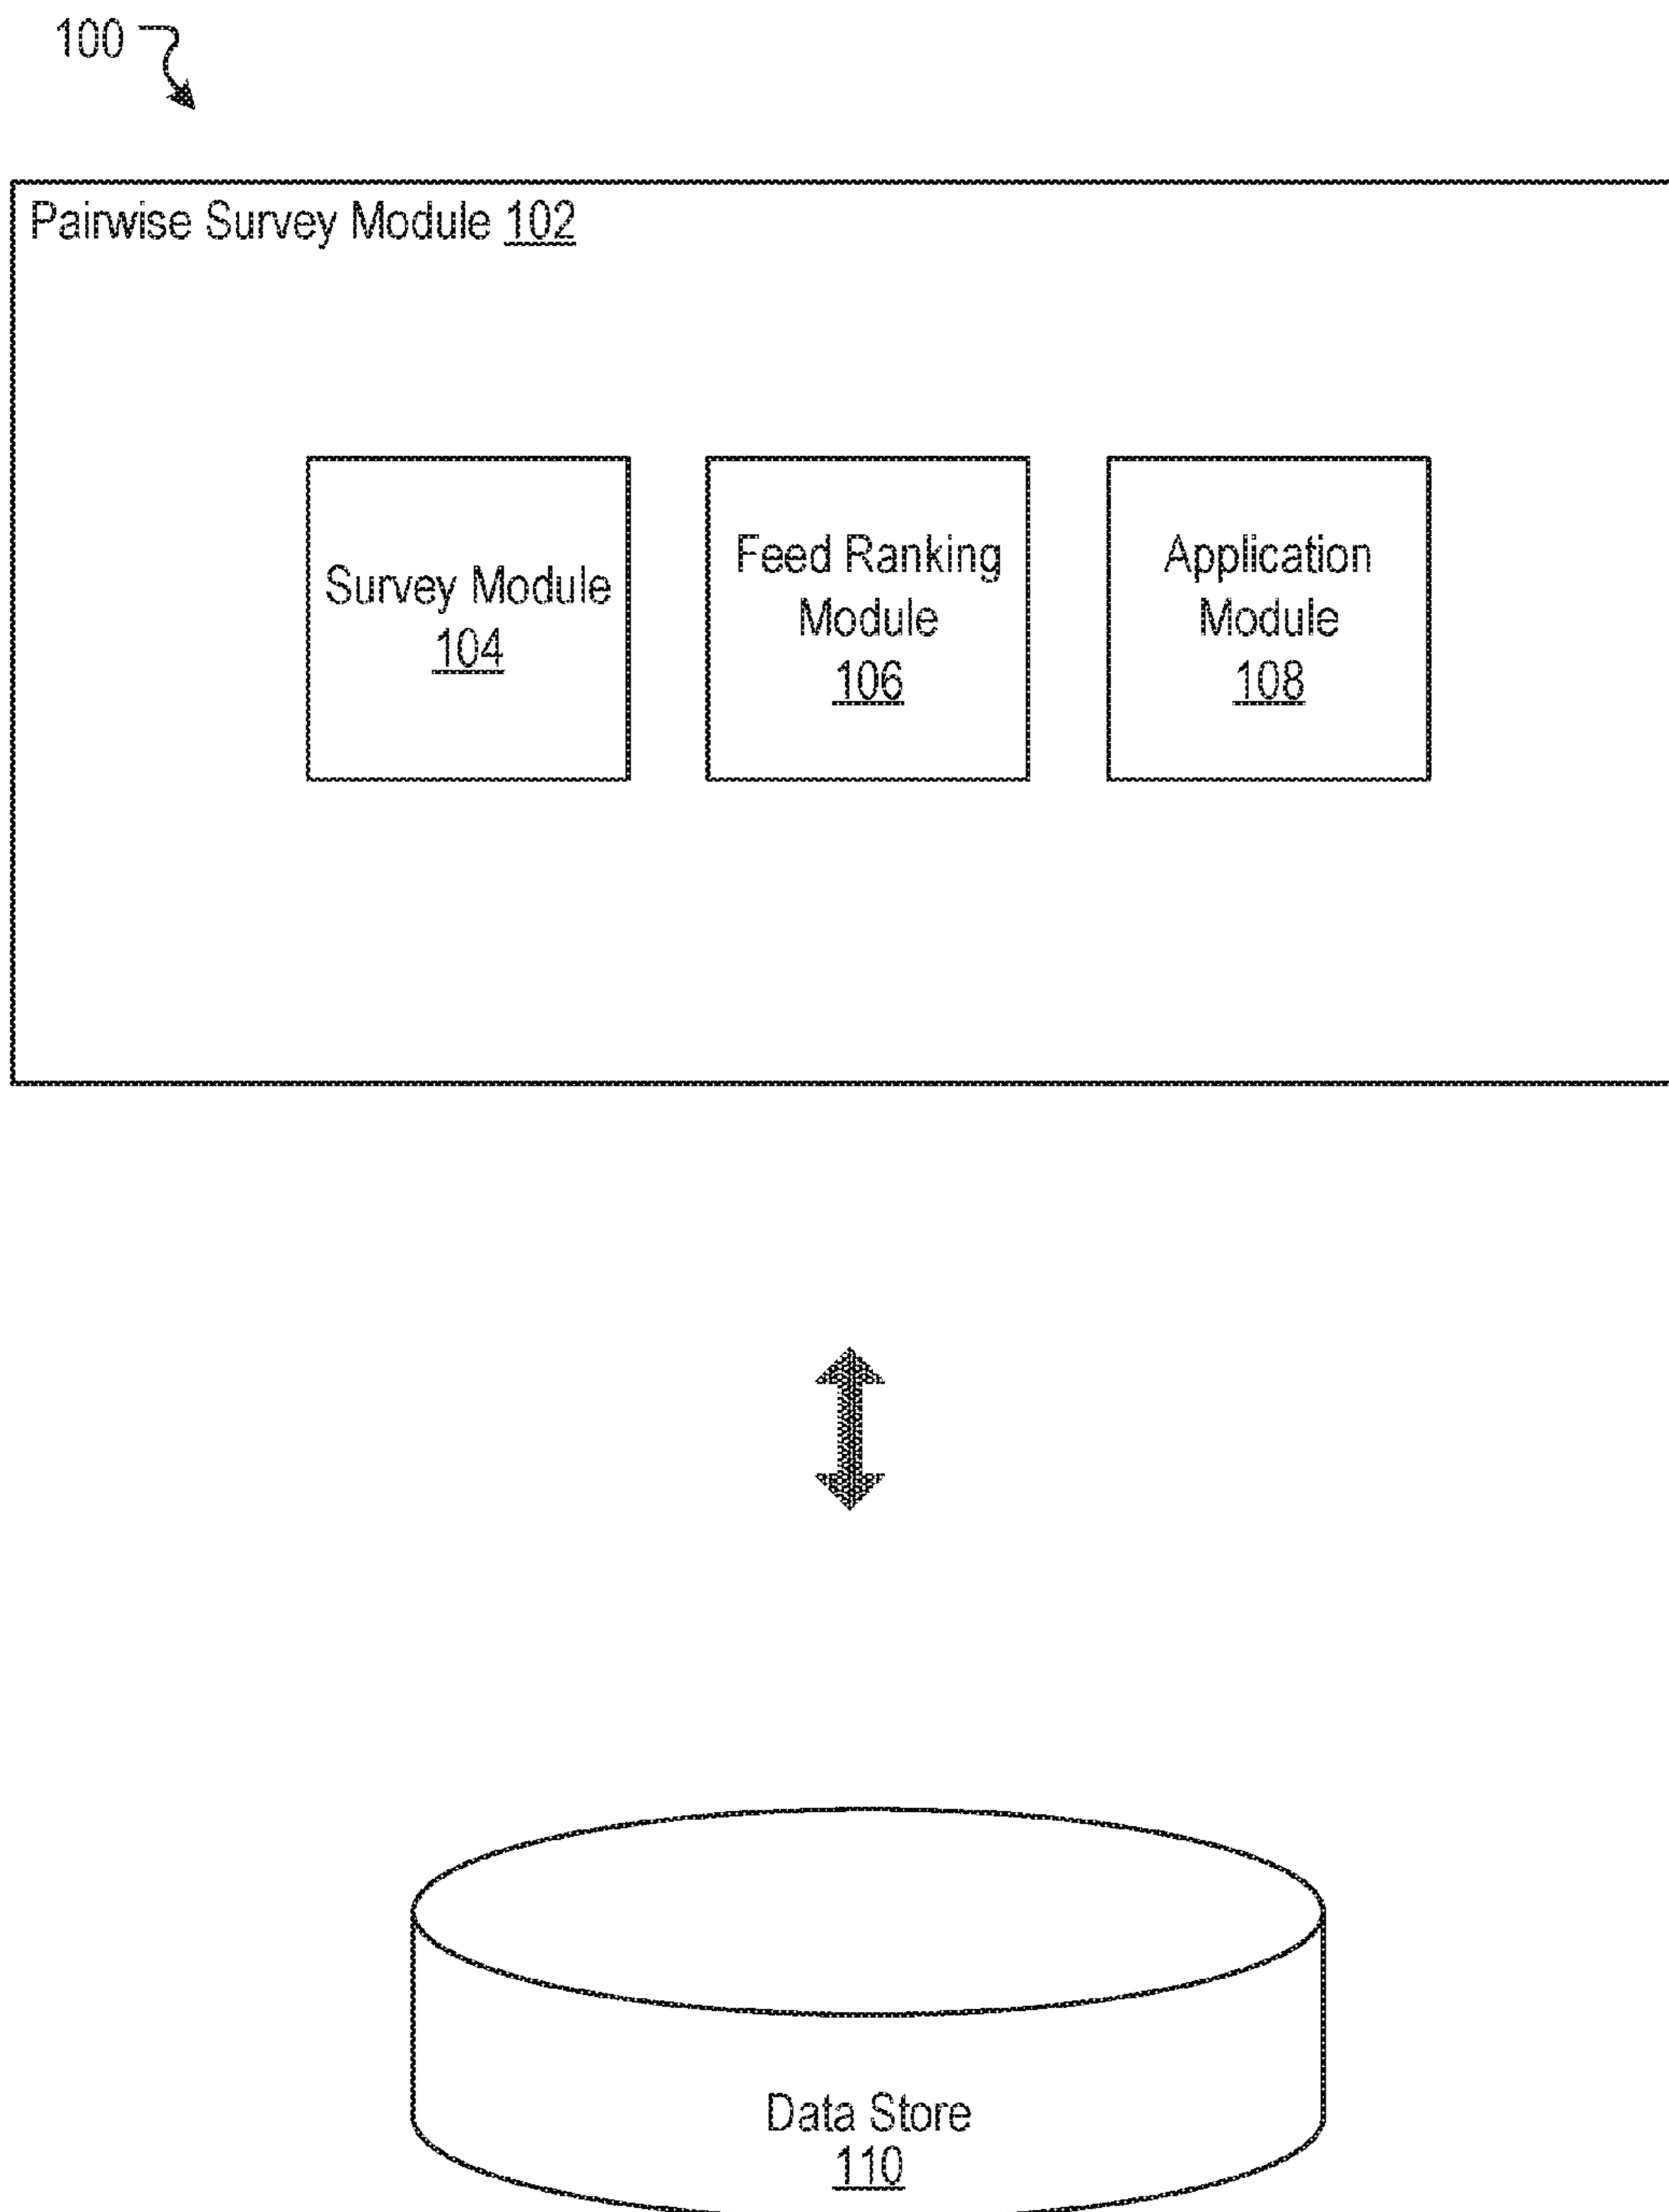 100
Pairwise Survey Module 102
Survey Module
104
Feed Ranking
Module
106
Application
Module
108
Data Store
110